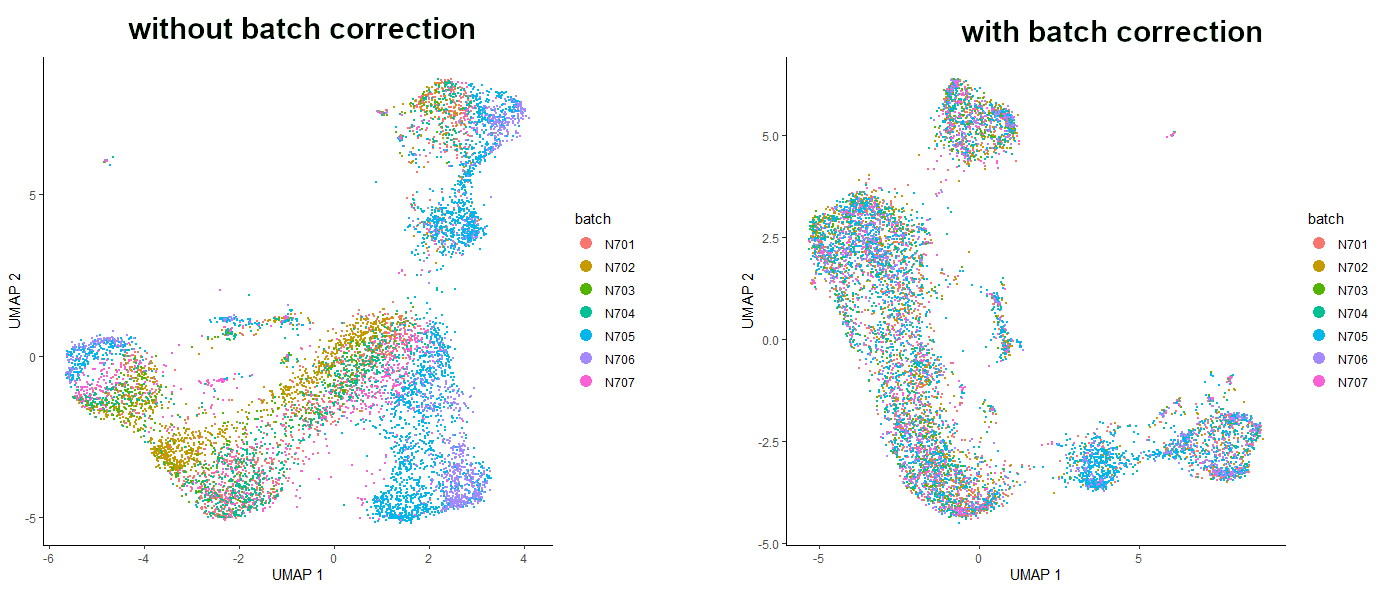 without batch correction
5
0
-5
-6
-4
-2
0
2
4
UMAP 1
UMAP 2
batch
N701
N702
N703
N704
N705
N706
N707
with batch correction
5.0
2.5
0.0
-2.5
-5.0
-5
0
5
UMAP 1
UMAP 2
batch
N701
N702
N703
N704
N705
N706
N707